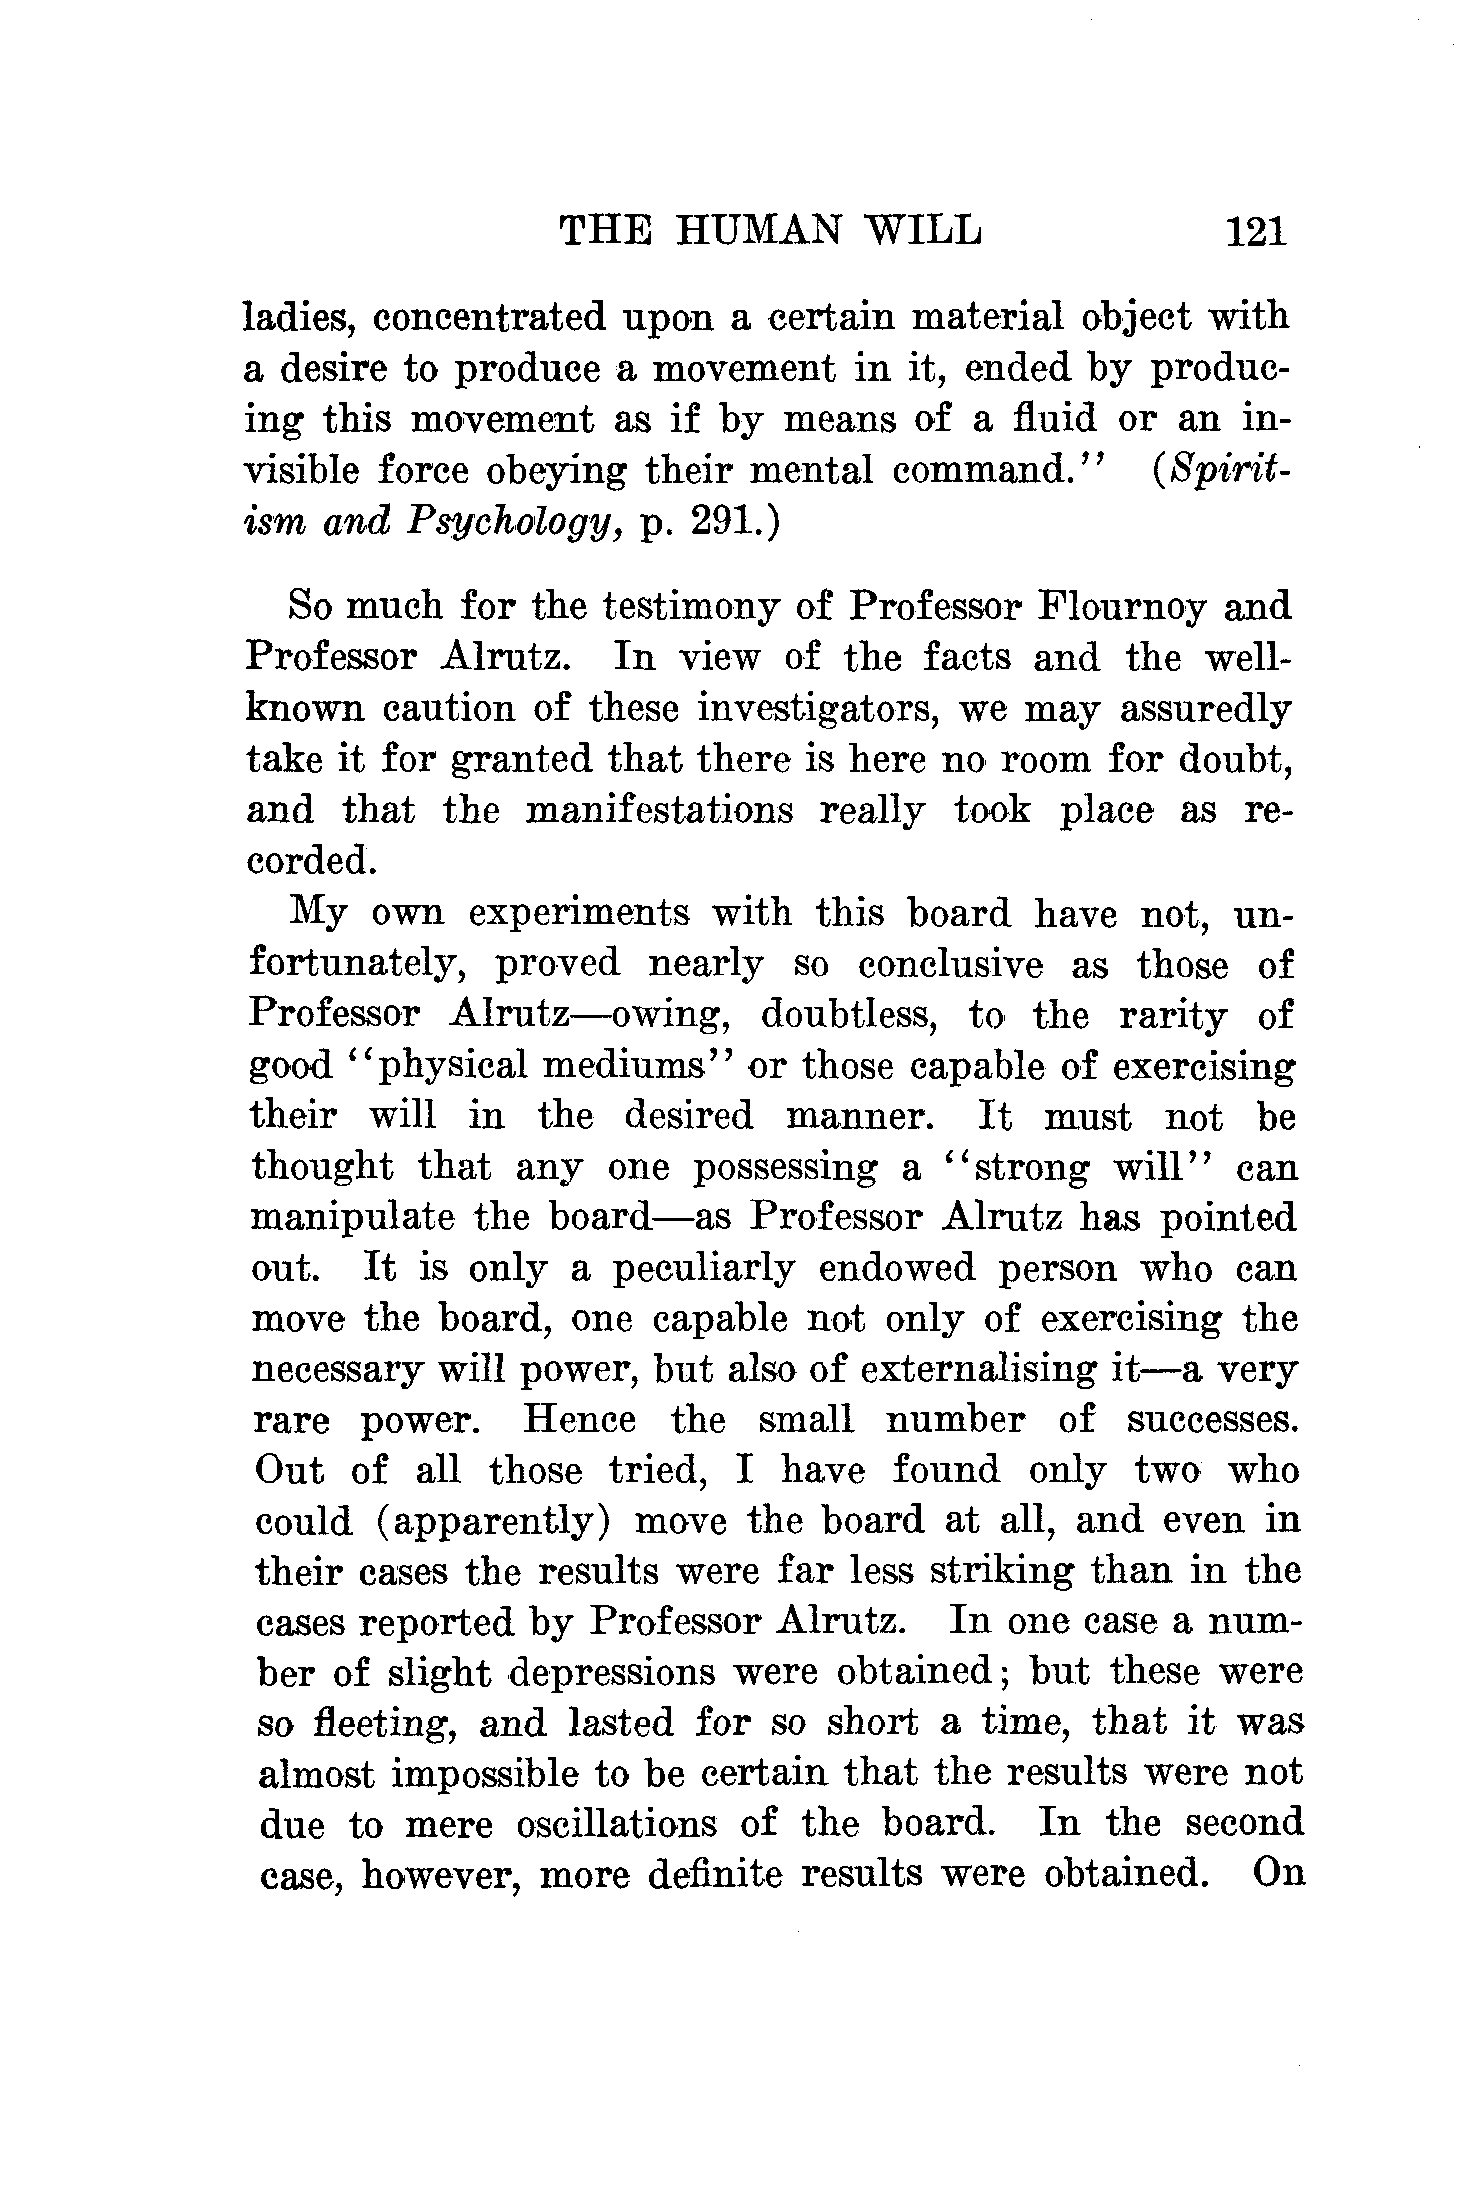 THE HUMAN WILL 121
ladies, concentrated upon a certain material object with
a desire to produce a movement in it, ended by produc-
ing this movement as if by means of a fluid or an in-
visible force obeying their mental command.'' (Spirit-
ism and Psychology, p. 291.)
So much for the testimony of Professor Flournoy and
Professor Alrutz. In view of the facts and the well-
known caution of these investigators, we may assuredly
take it for granted that there is here no room for doubt,
and that the manifestations really took place as re-
corded.
My own experiments with this board have not, un-
fortunately, proved nearly so conclusive as those of
Professor Alrutz—owing, doubtless, to the rarity of
good ''physical mediums'' or those capable of exercising
their will in the desired manner. It must not be
thought that any one possessing a ''strong will'' can
manipulate the board—as Professor Alrutz has pointed
out. It is only a peculiarly endowed person who can
move the board, one capable not only of exercising the
necessary will power, but also of externalising it—a very
rare power. Hence the small number of successes.
Out of all those tried, I have found only two who
could (apparently) move the board at all, and even in
their cases the results were far less striking than in the
cases reported by Professor Alrutz. In one case a num-
ber of slight depressions were obtained; but these were
so fleeting, and lasted for so short a time, that it was
almost impossible to be certain that the results were not
due to mere oscillations of the board. In the second
case, however, more definite results were obtained. On